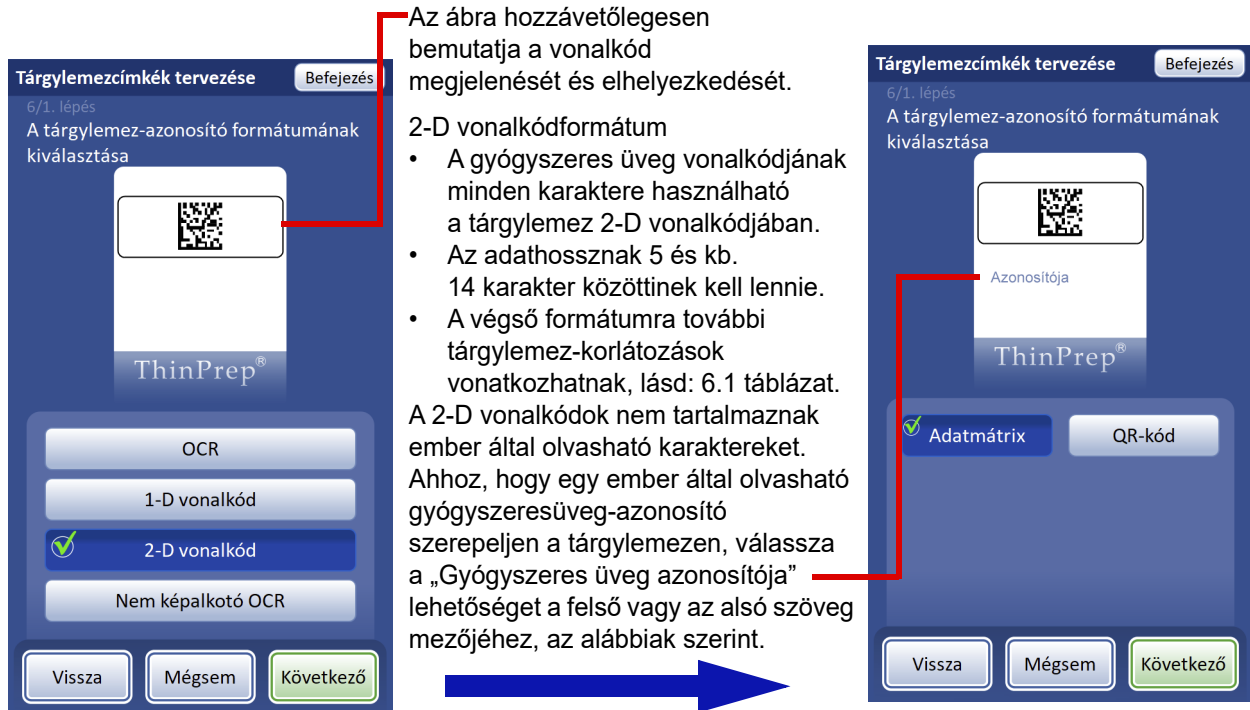 Tárgylemezcímkék tervezése
Befejezés
6/1. lépés
A tárgylemez-azonosító formátumának
kiválasztása
ThinPrep®
OCR
1-D vonalkód
2-D vonalkód
Nem képalkotó OCR
Vissza
Mégsem
Következő
Az ábra hozzávetőlegesen
bemutatja a vonalkód
megjelenését és elhelyezkedését.
2-D vonalkódformátum
• A gyógyszeres üveg vonalkódjának
minden karaktere használható
a tárgylemez 2-D vonalkódjában.
• Az adathossznak 5 és kb.
14 karakter közöttinek kell lennie.
• A végső formátumra további
tárgylemez-korlátozások
vonatkozhatnak, lásd: 6.1 táblázat.
A 2-D vonalkódok nem tartalmaznak
ember által olvasható karaktereket.
Ahhoz, hogy egy ember által olvasható
gyógyszeresüveg-azonosító
szerepeljen a tárgylemezen, válassza
a „Gyógyszeres üveg azonosítója”
lehetőséget a felső vagy az alsó szöveg
mezőjéhez, az alábbiak szerint.
Tárgylemezcímkék tervezése
Befejezés
6/1. lépés
A tárgylemez-azonosító formátumának
kiválasztása
Azonosítója
ThinPrep®
Adatmátrix
QR-kód
Vissza
Mégsem
Következő